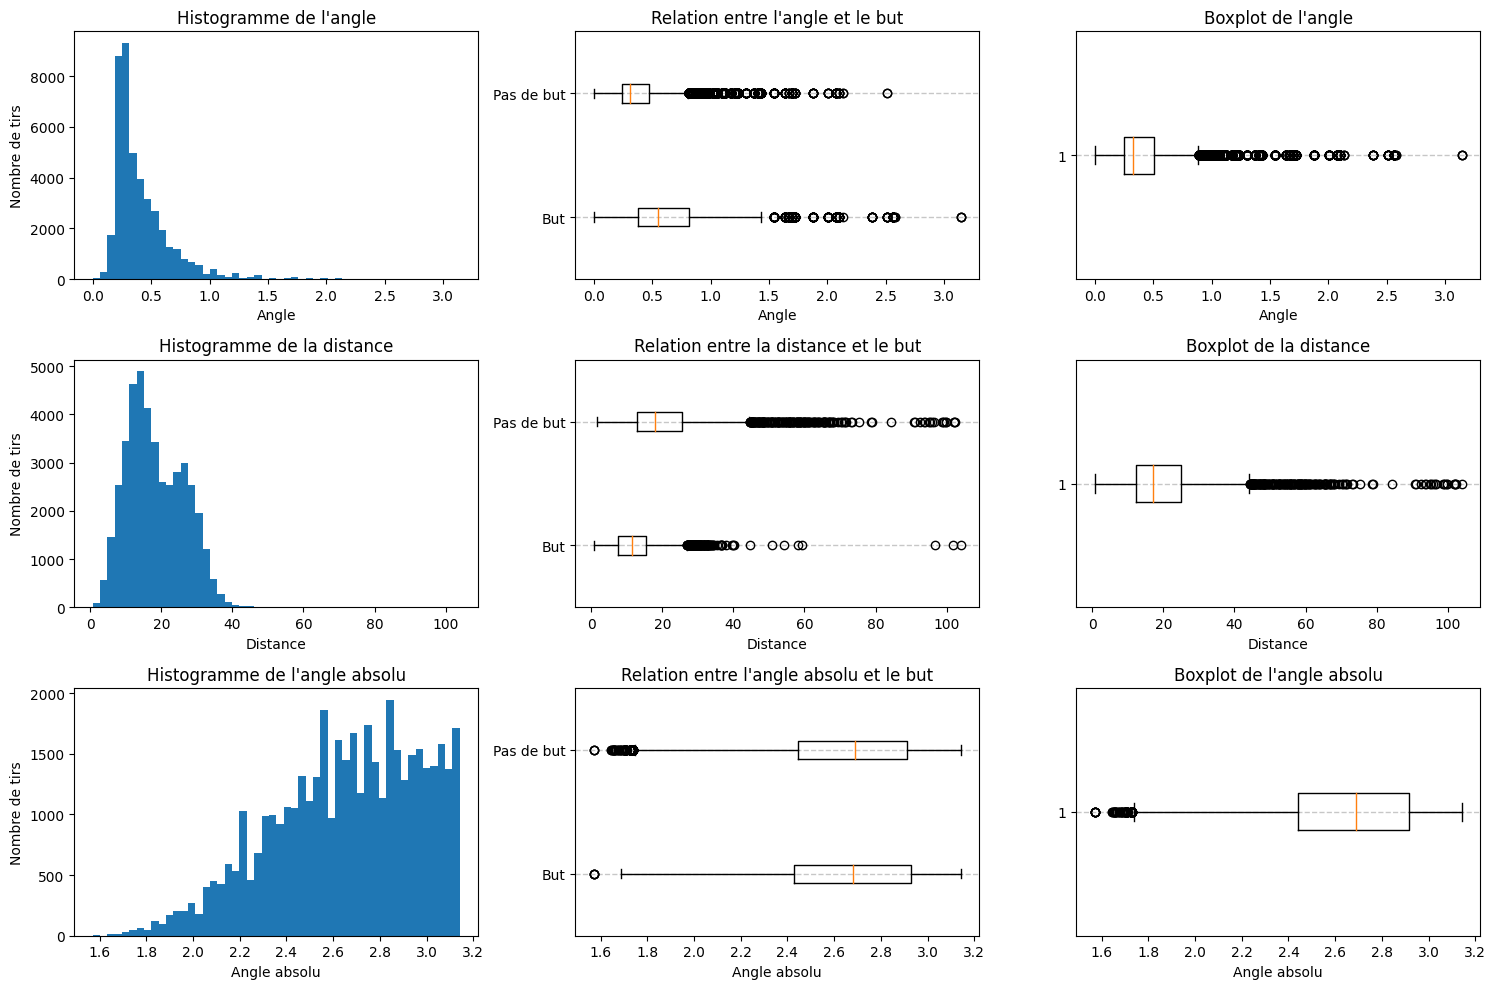 Histogramme de l'angle
Nombre de tirs
8000
6000
4000
2000
0
0.0 0.5 1.0 1.5 2.0 2.5 3.0
Angle
Relation entre l'angle et le but
Pas de but
But
0.0 0.5 1.0 1.5 2.0 2.5 3.0
Angle
Boxplot de l'angle
1
0.0 0.5 1.0 1.5 2.0 2.5 3.0
Angle
Histogramme de la distance
Nombre de tirs
5000
4000
3000
2000
1000
0
0 20 40 60 80 100
Distance
Relation entre la distance et le but
Pas de but
But
0 20 40 60 80 100
Distance
Boxplot de la distance
1
0 20 40 60 80 100
Distance
Histogramme de l'angle absolu
Nombre de tirs
2000
1500
1000
500
0
1.6 1.8 2.0 2.2 2.4 2.6 2.8 3.0 3.2
Angle absolu
Relation entre l'angle absolu et le but
Pas de but
But
1.6 1.8 2.0 2.2 2.4 2.6 2.8 3.0 3.2
Angle absolu
Boxplot de l'angle absolu
1
1.6 1.8 2.0 2.2 2.4 2.6 2.8 3.0 3.2
Angle absolu